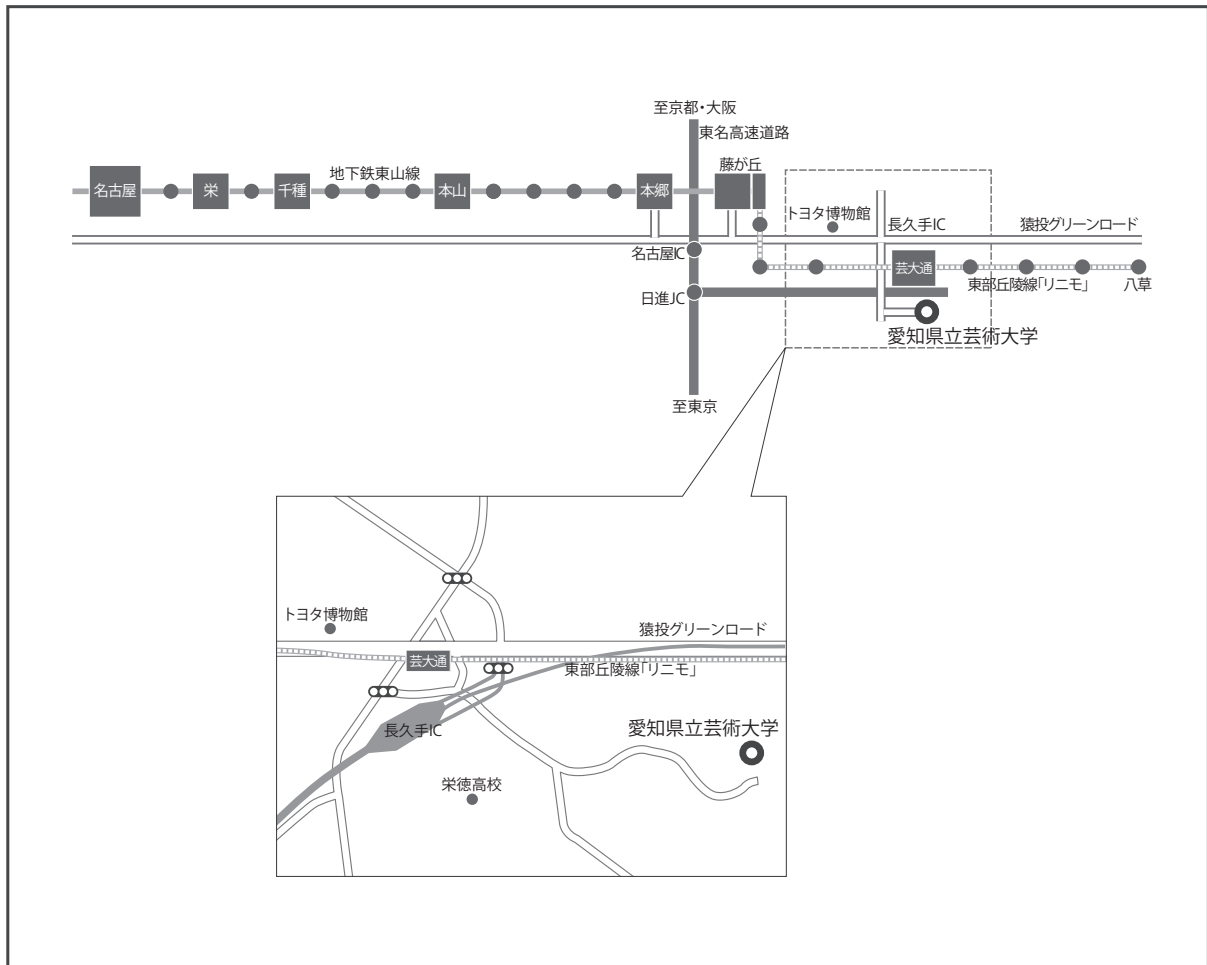 至京都・大阪
東名高速道路
藤が丘
地下鉄東山線
名古屋
栄
千種
本山
本郷
トヨタ博物館
長久手IC
猿投グリーンロード
名古屋IC
芸大通
東部丘陵線「リニモ」
八草
日進JC
愛知県立芸術大学
至東京
トヨタ博物館
猿投グリーンロード
芸大通
東部丘陵線「リニモ」
長久手IC
愛知県立芸術大学
栄徳高校